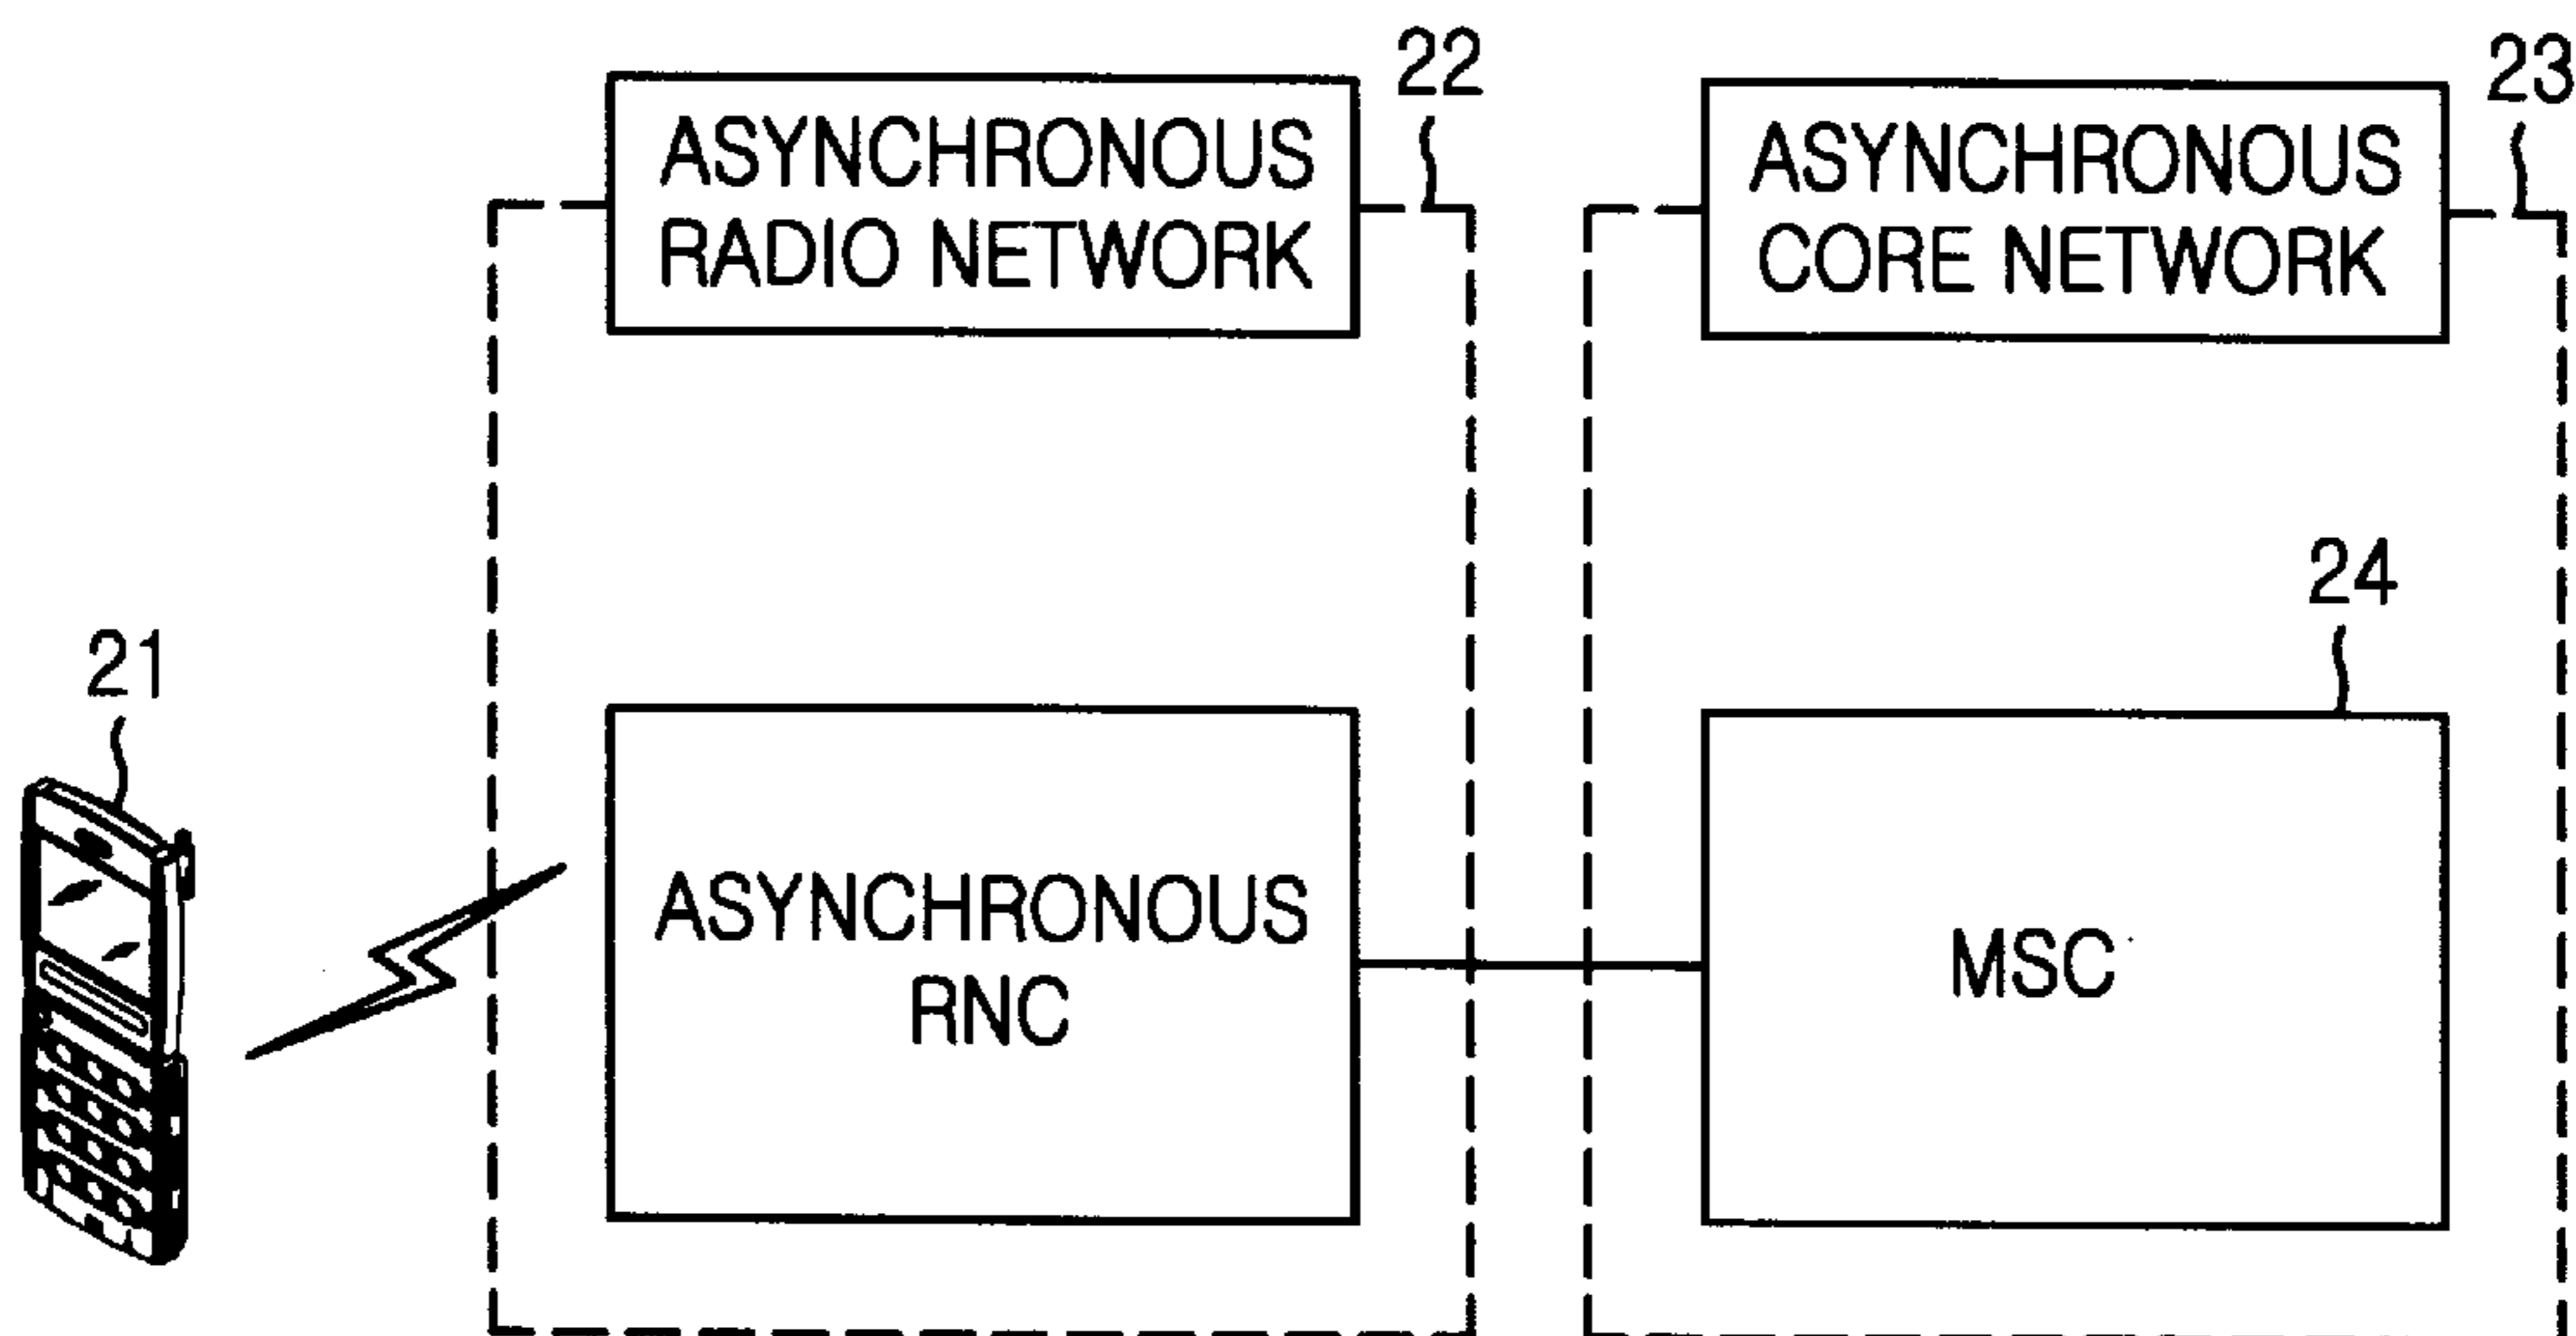 22
23
ASYNCHRONOUS
RADIO NETWORK
ASYNCHRONOUS
CORE NETWORK
24
21
ASYNCHRONOUS
RNC
MSC